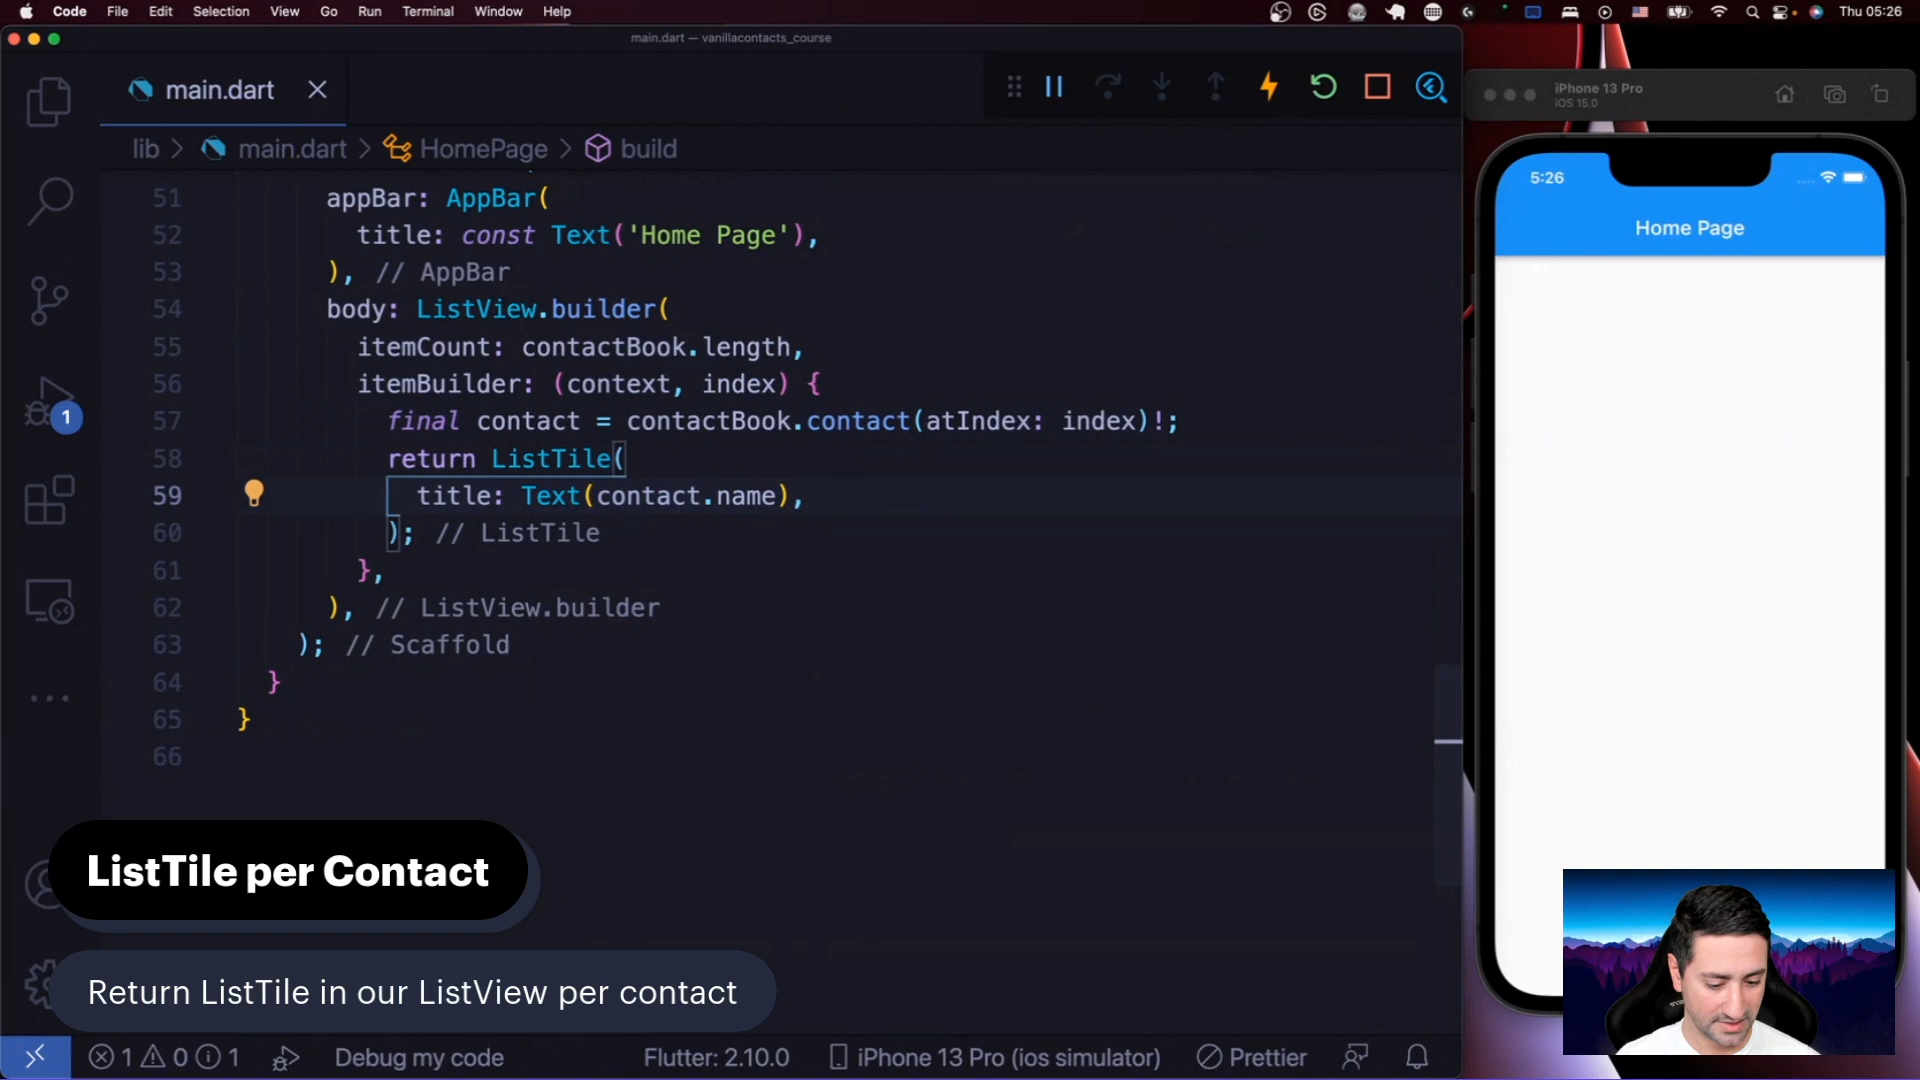 Code File Edit Selection View Go Run Terminal Window Help
Thu 05:26
main.dart — vanillacontacts_course
main.dart
lib > main.dart > HomePage > build
51 appBar: AppBar(
52 title: const Text('Home Page'),
53 ), // AppBar
54 body: ListView.builder(
55 itemCount: contactBook.length,
56 itemBuilder: (context, index) {
57 final contact = contactBook.contact(atIndex: index)!;
58 return ListTile(
59 title: Text(contact.name),
60 ); // ListTile
61 },
62 ), // ListView.builder
63 ); // Scaffold
64 }
65 }
66
1
ListTile per Contact
Return ListTile in our ListView per contact
1 0 1 Debug my code Flutter: 2.10.0 iPhone 13 Pro (ios simulator) Prettier
iPhone 13 Pro
iOS 15.0
5:26
Home Page